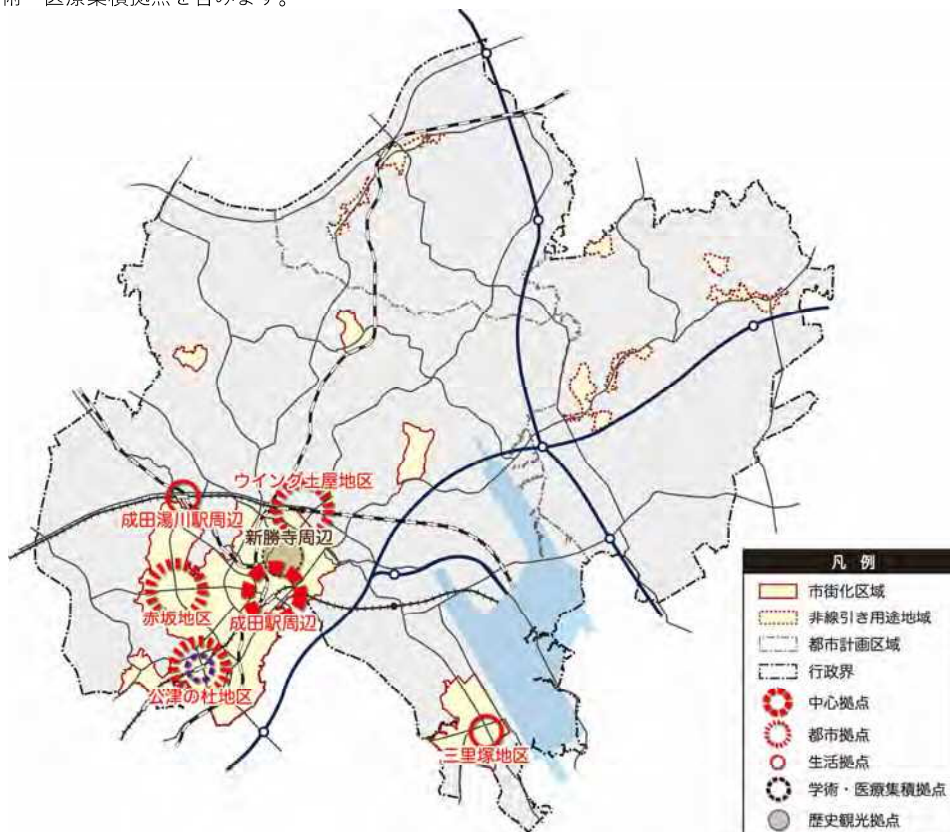 術・医療集積拠点を含みます。
ウイング土屋地区
成田湯川駅周辺
新勝寺周辺
赤坂地区
成田駅周辺
公津の杜地区
三里塚地区
凡例
市街化区域
非線引き用途地域
都市計画区域
行政界
中心拠点
都市拠点
生活拠点
学術・医療集積拠点
歴史観光拠点